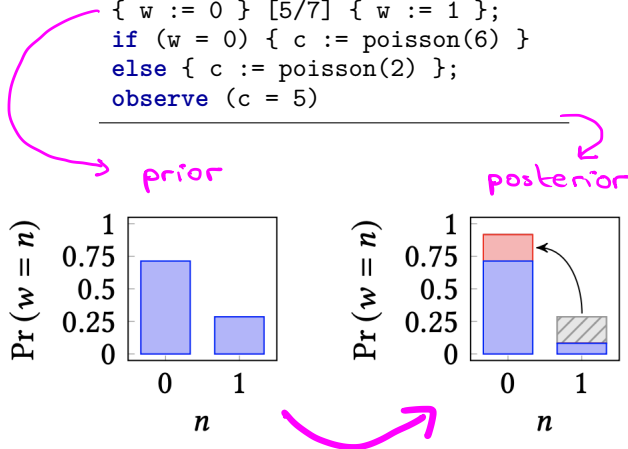 { w := 0 } [5/7] { w := 1 };
if (w = 0) { c := poisson(6) }
else { c := poisson(2) };
observe (c = 5)
prior
posterior
Pr (w = n)
1
0.75
0.5
0.25
0
0 1
n
Pr (w = n)
1
0.75
0.5
0.25
0
0 1
n